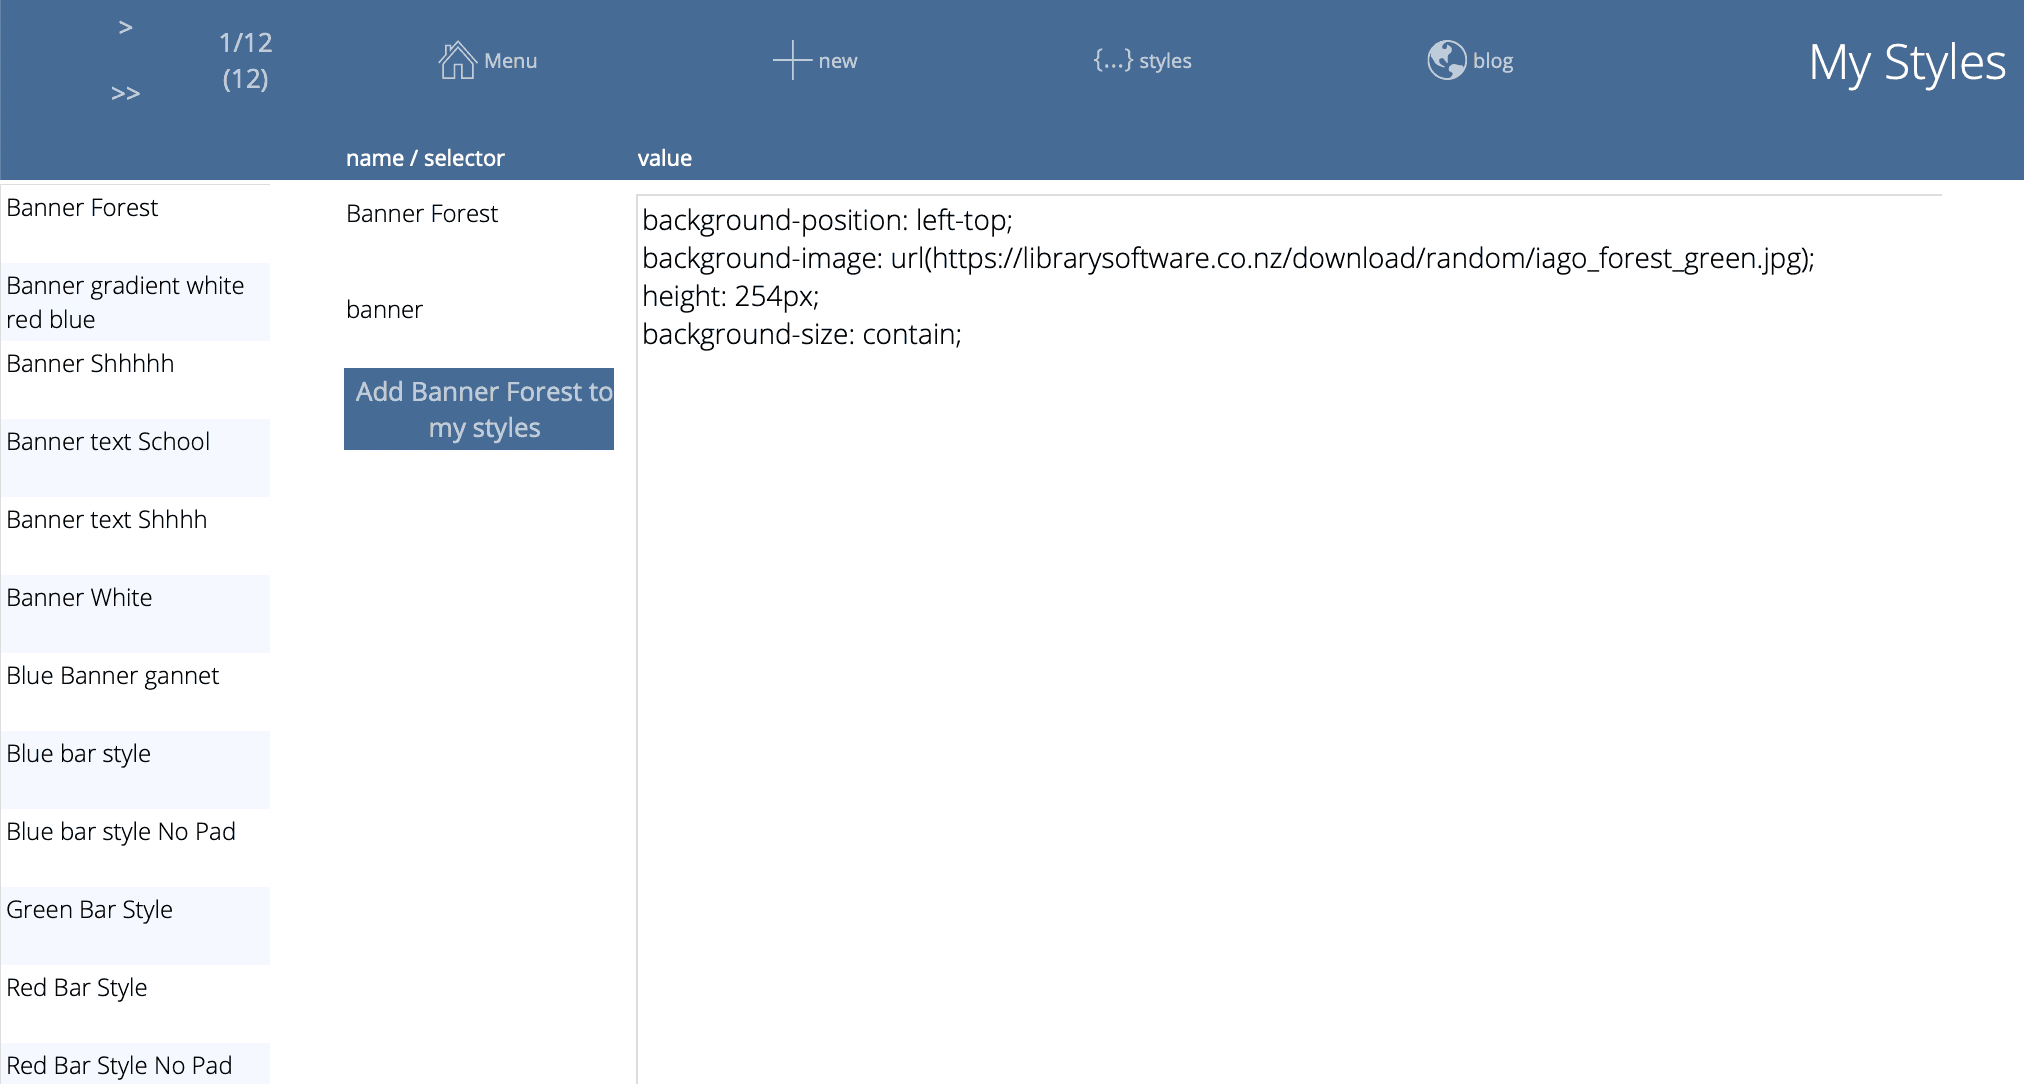 >
1/12
(12)
>>
Menu
new
{...} styles
blog
My Styles
name / selector
value
Banner Forest
Banner gradient white
red blue
Banner Shhhhh
Banner text School
Banner text Shhhh
Banner White
Blue Banner gannet
Blue bar style
Blue bar style No Pad
Green Bar Style
Red Bar Style
Red Bar Style No Pad
Banner Forest
banner
Add Banner Forest to
my styles
background-position: left-top;
background-image: url(https://librarysoftware.co.nz/download/random/iago_forest_green.jpg);
height: 254px;
background-size: contain;